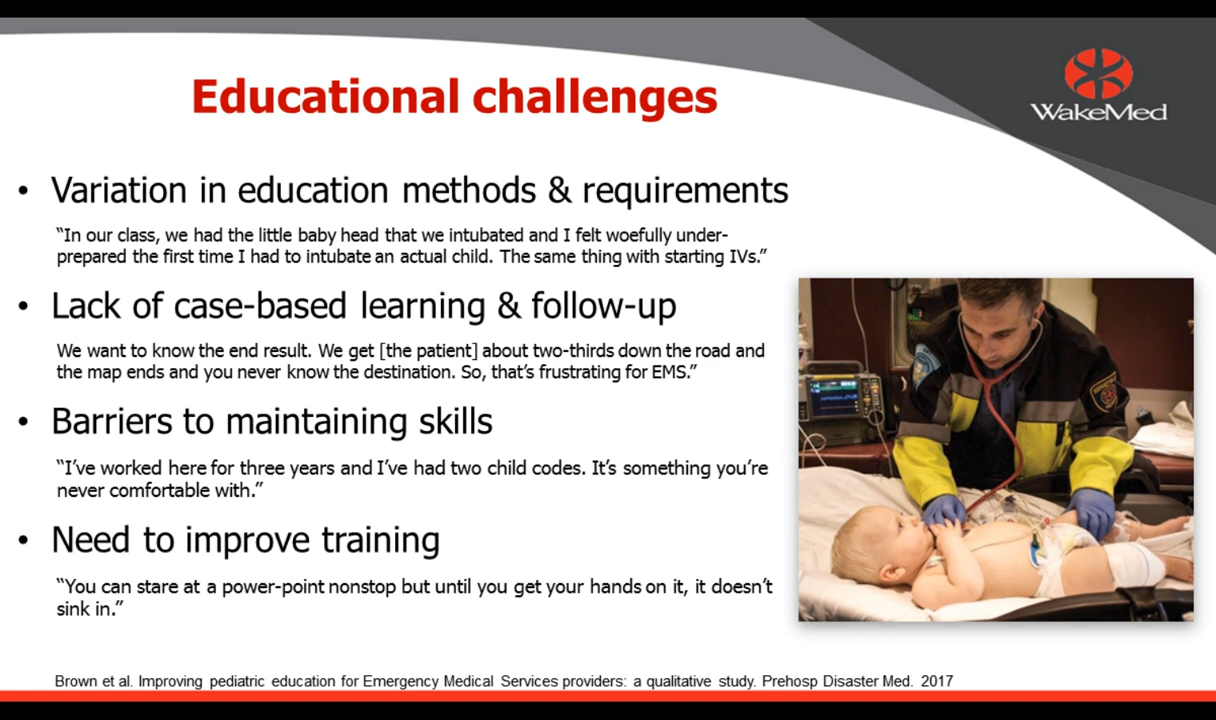 Educational challenges
WakeMed
• Variation in education methods & requirements
“In our class, we had the little baby head that we intubated and I felt woefully under-
prepared the first time I had to intubate an actual child. The same thing with starting IVs.”
• Lack of case-based learning & follow-up
We want to know the end result. We get [the patient] about two-thirds down the road and
the map ends and you never know the destination. So, that’s frustrating for EMS.”
• Barriers to maintaining skills
“I’ve worked here for three years and I’ve had two child codes. It’s something you’re
never comfortable with.”
• Need to improve training
“You can stare at a power-point nonstop but until you get your hands on it, it doesn’t
sink in.”
Brown et al. Improving pediatric education for Emergency Medical Services providers: a qualitative study. Prehosp Disaster Med. 2017